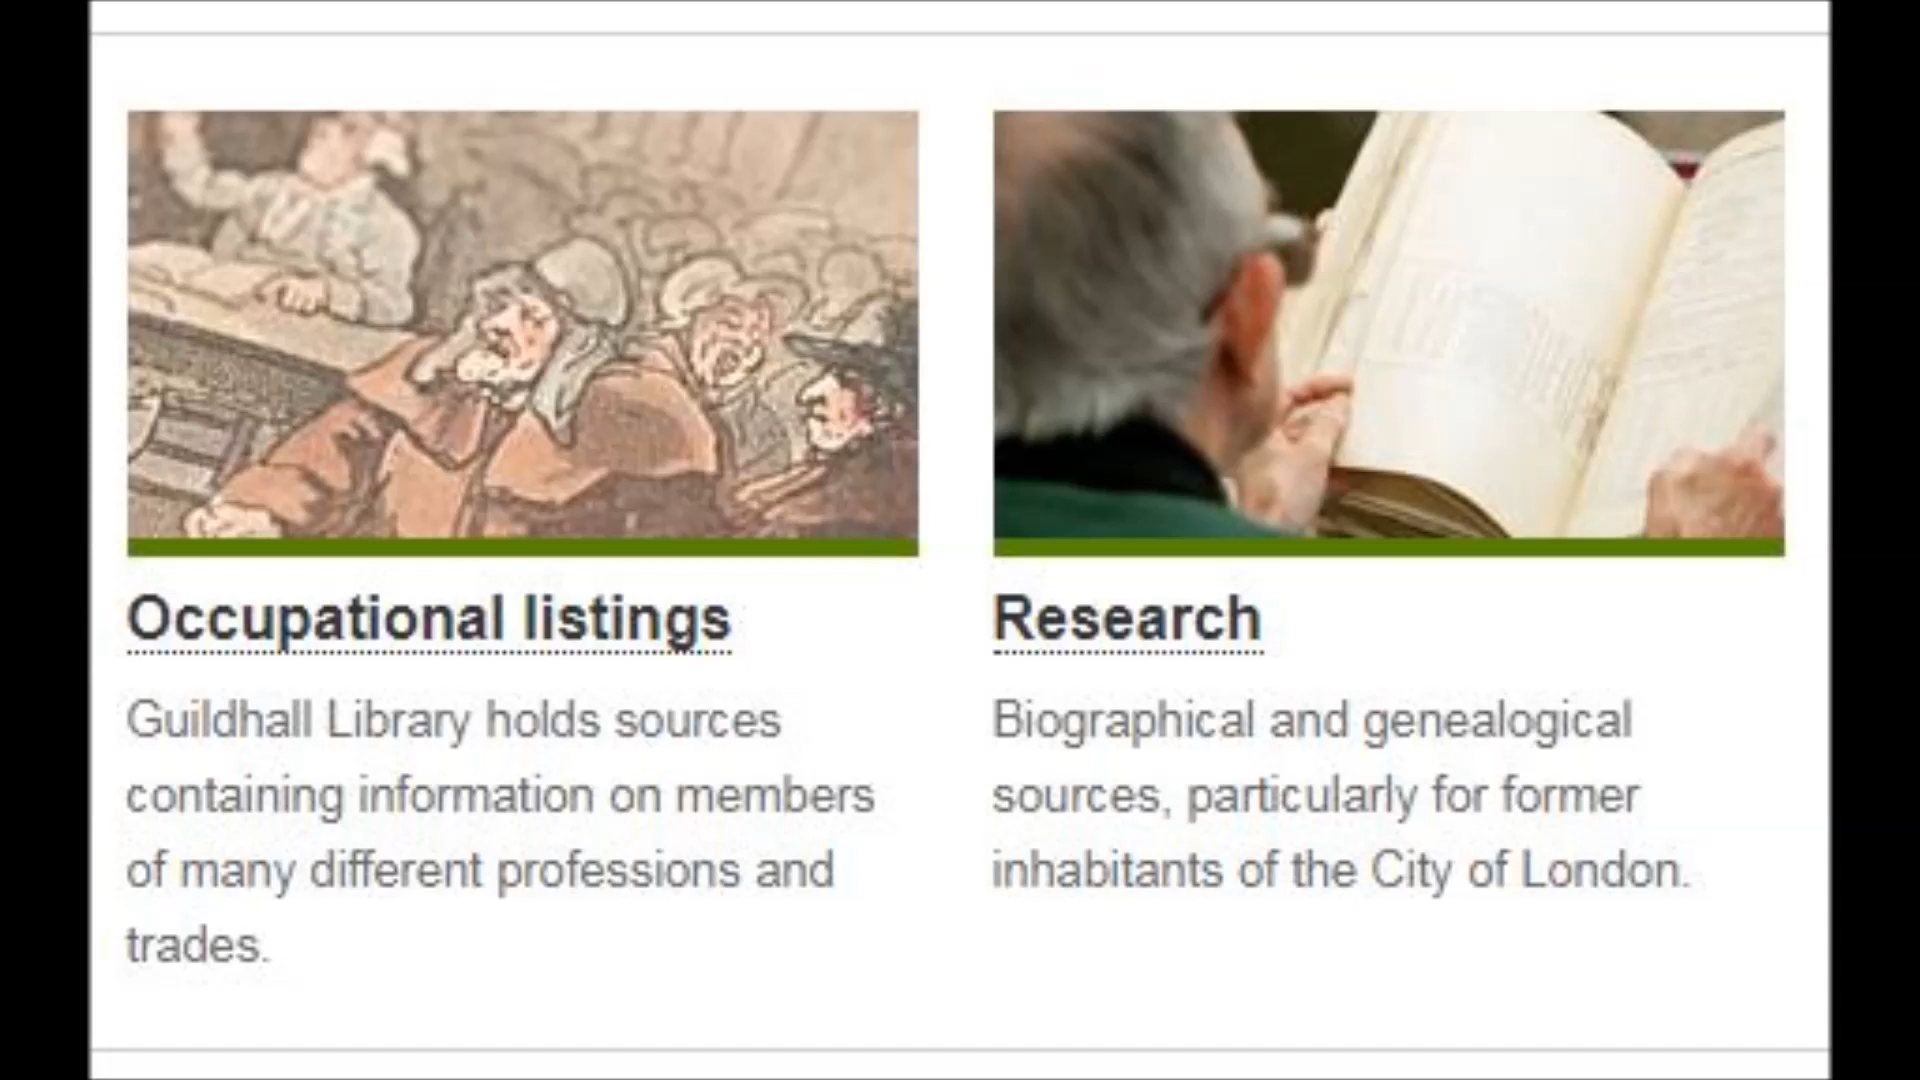 Occupational listings
Guildhall Library holds sources
containing information on members
of many different professions and
trades.
Research
Biographical and genealogical
sources, particularly for former
inhabitants of the City of London.